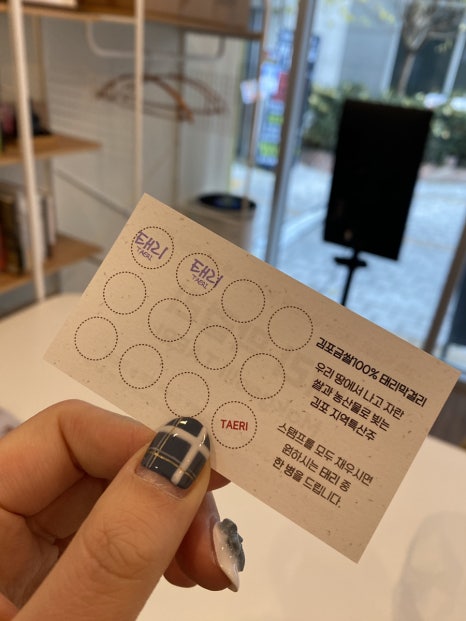 태리
TAERI
태리
TAERI
TAERI
김포금쌀100% 태리막걸리
우리 땅에서 나고 자란
쌀과 농산물로 빚는
김포 지역특산주
스탬프를 모두 채우시면
원하시는 태리 중
한 병을 드립니다.